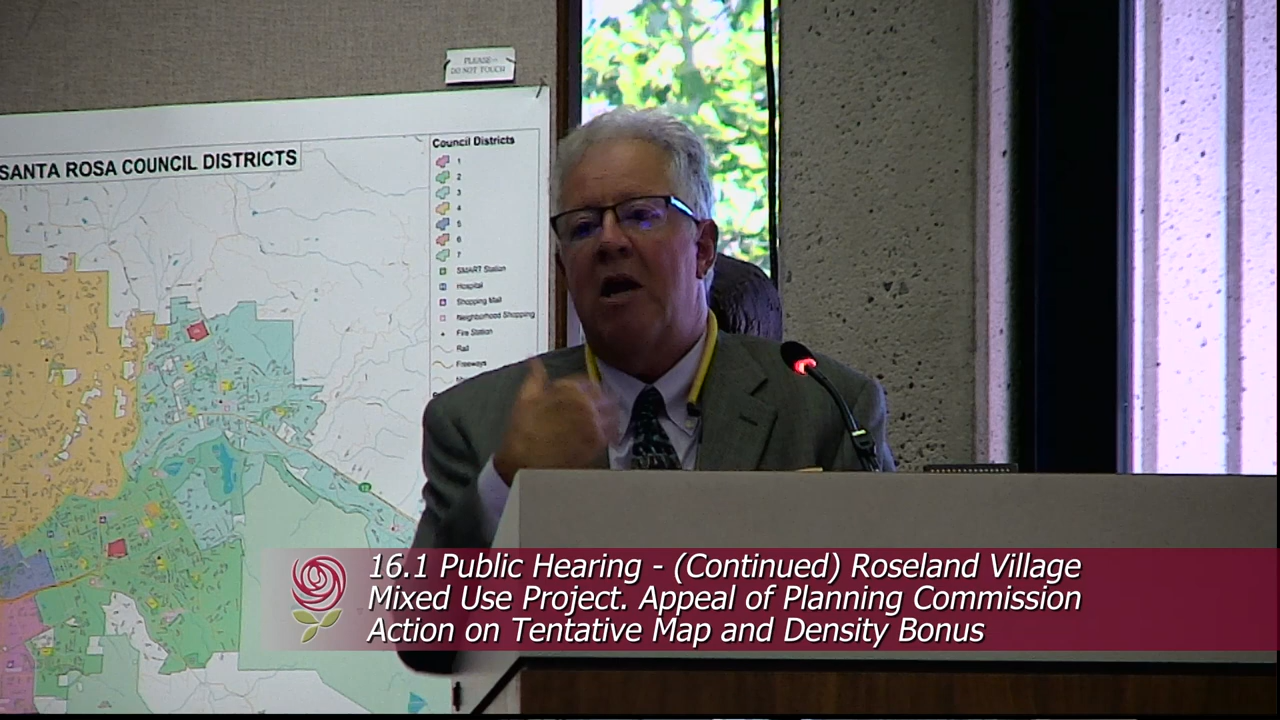 PLEASE--
DO NOT TOUCH
SANTA ROSA COUNCIL DISTRICTS
Council Districts
1
2
3
4
5
6
7
SMART Station
Hospital
Shopping Mall
Neighborhood Shopping
Fire Station
Rail
Freeways
16.1 Public Hearing - (Continued) Roseland Village
Mixed Use Project. Appeal of Planning Commission
Action on Tentative Map and Density Bonus